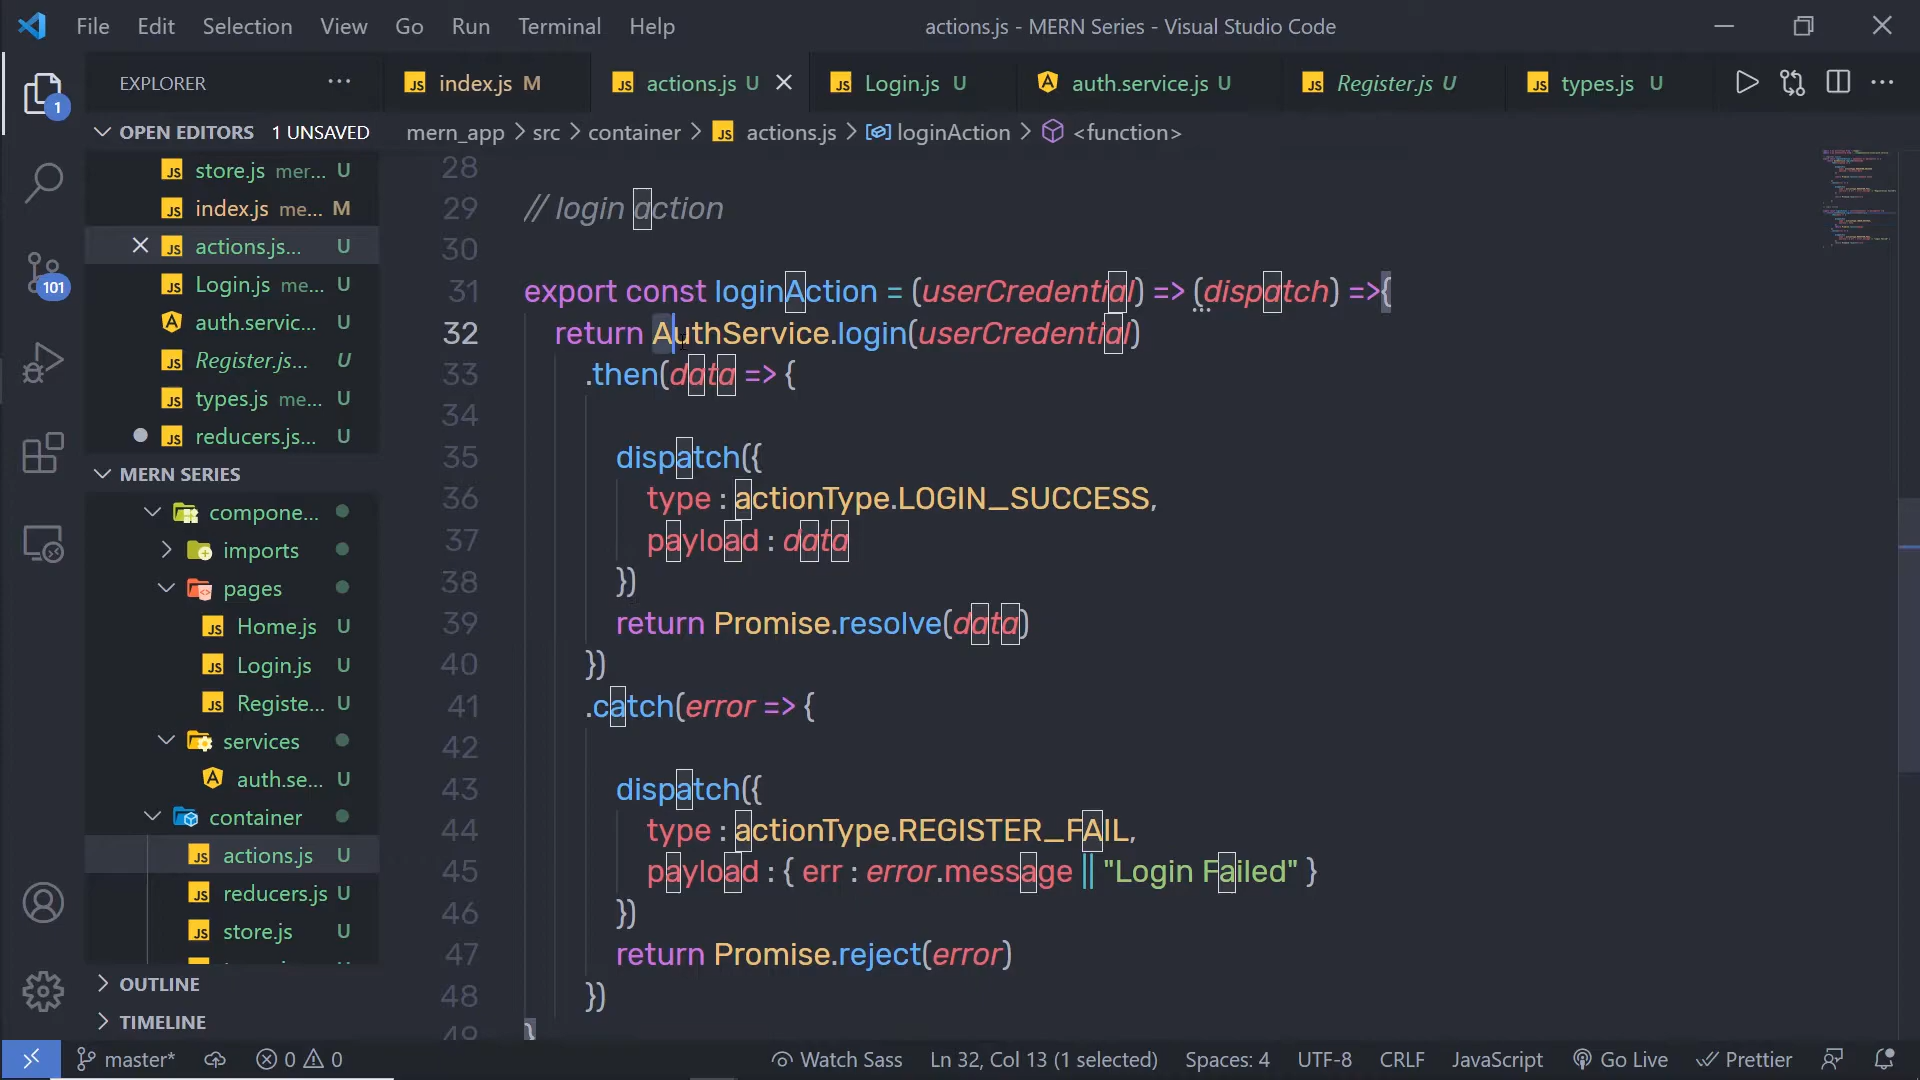 File Edit Selection View Go Run Terminal Help
actions.js - MERN Series - Visual Studio Code
EXPLORER ...
index.js M
actions.js U
Login.js U
auth.service.js U
Register.js U
types.js U
OPEN EDITORS 1 UNSAVED
mern_app > src > container > actions.js > loginAction > <function>
store.js mer... U
index.js me... M
actions.js... U
Login.js me... U
auth.servic... U
Register.js... U
types.js me... U
reducers.js... U
MERN SERIES
compone...
imports
pages
Home.js U
Login.js U
Registe... U
services
auth.se... U
container
actions.js U
reducers.js U
store.js U
OUTLINE
TIMELINE
1
101
28
29 // login action
30
31 export const loginAction = (userCredential) => (dispatch) =>{
32 return AuthService.login(userCredential)
33 .then(data => {
34
35 dispatch({
36 type : actionType.LOGIN_SUCCESS,
37 payload : data
38 })
39 return Promise.resolve(data)
40 })
41 .catch(error => {
42
43 dispatch({
44 type : actionType.REGISTER_FAIL,
45 payload : { err : error.message || "Login Failed" }
46 })
47 return Promise.reject(error)
48 })
49 }
master* 0 0 Watch Sass Ln 32, Col 13 (1 selected) Spaces: 4 UTF-8 CRLF JavaScript Go Live Prettier